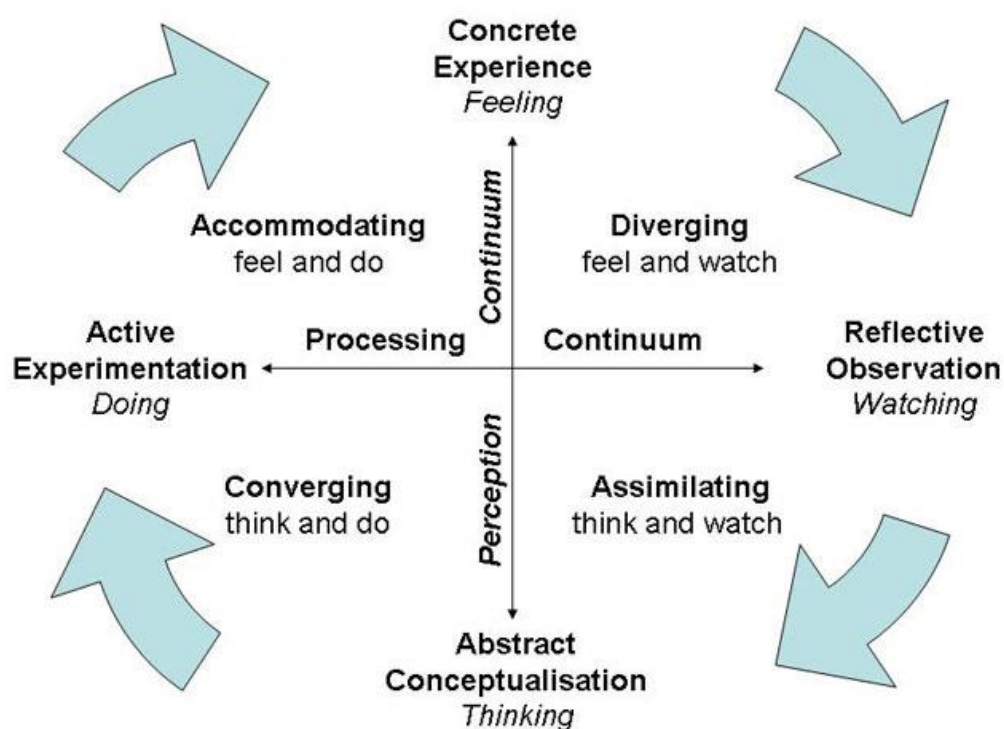 Concrete
Experience
Feeling
Accommodating
feel and do
Continuum
Diverging
feel and watch
Active
Experimentation
Doing
Processing
Continuum
Reflective
Observation
Watching
Converging
think and do
Perception
Assimilating
think and watch
Abstract
Conceptualisation
Thinking